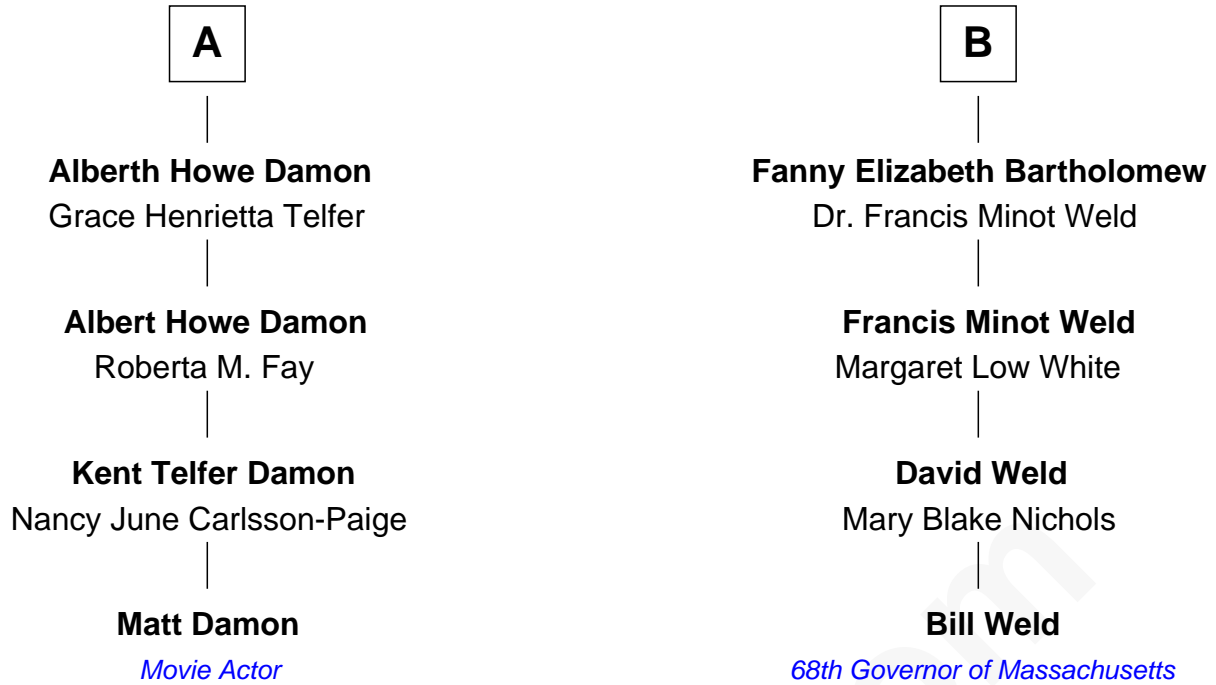 A
B
Alberth Howe Damon
Grace Henrietta Telfer
Fanny Elizabeth Bartholomew
Dr. Francis Minot Weld
Albert Howe Damon
Roberta M. Fay
Francis Minot Weld
Margaret Low White
Kent Telfer Damon
Nancy June Carlsson-Paige
David Weld
Mary Blake Nichols
Matt Damon
Movie Actor
Bill Weld
68th Governor of Massachusetts